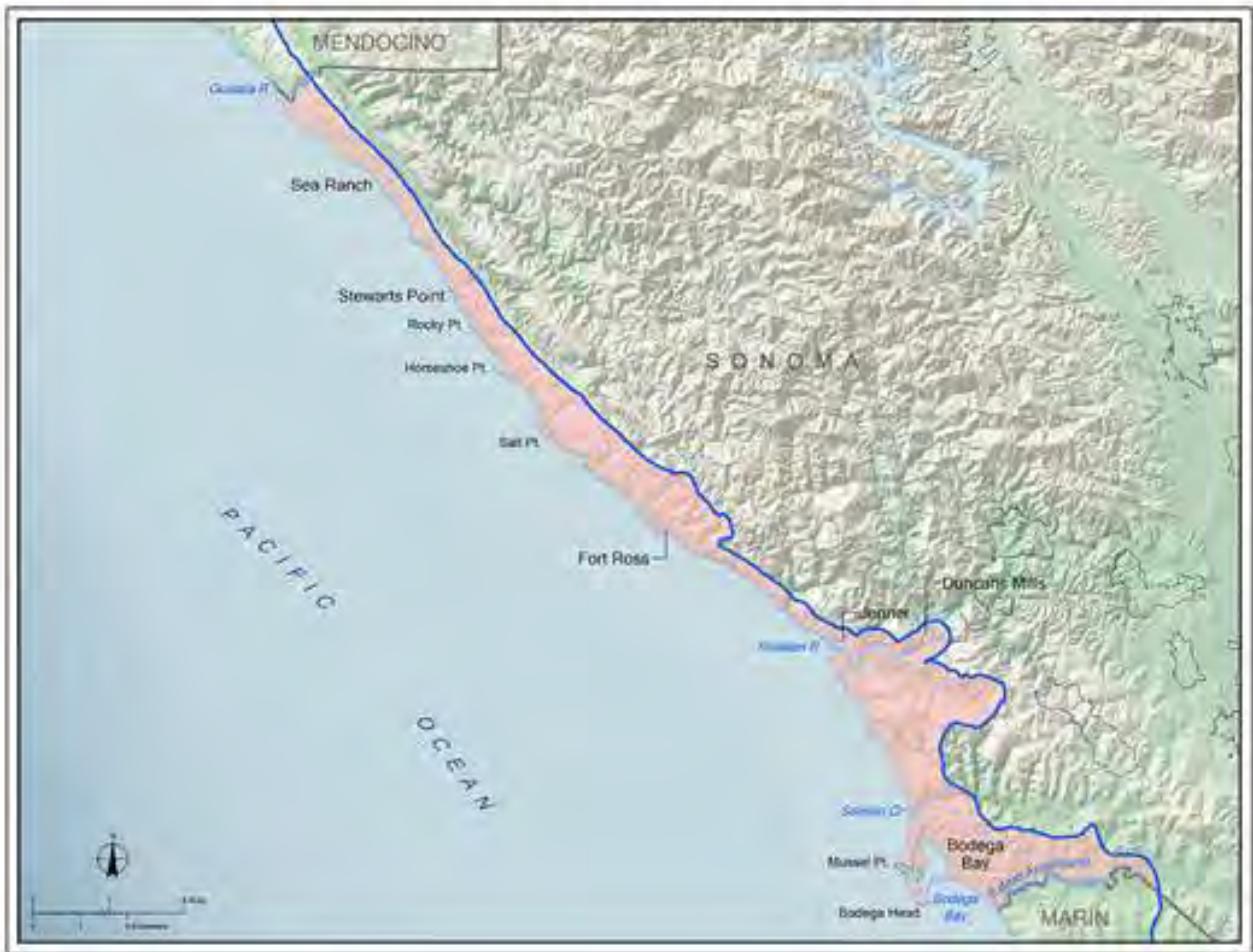 MENDOCINO
Gualala R
Sea Ranch
Stewarts Point
Rocky Pt.
Horseshoe Pt.
SONOMA
Salt Pt.
PACIFIC
Fort Ross
Duncans Mills
Jenner
Russian R
OCEAN
Salmon Cr
Bodega
Bay
Mussel Pt.
Bodega Head
Bodega
Bay
MARIN
N